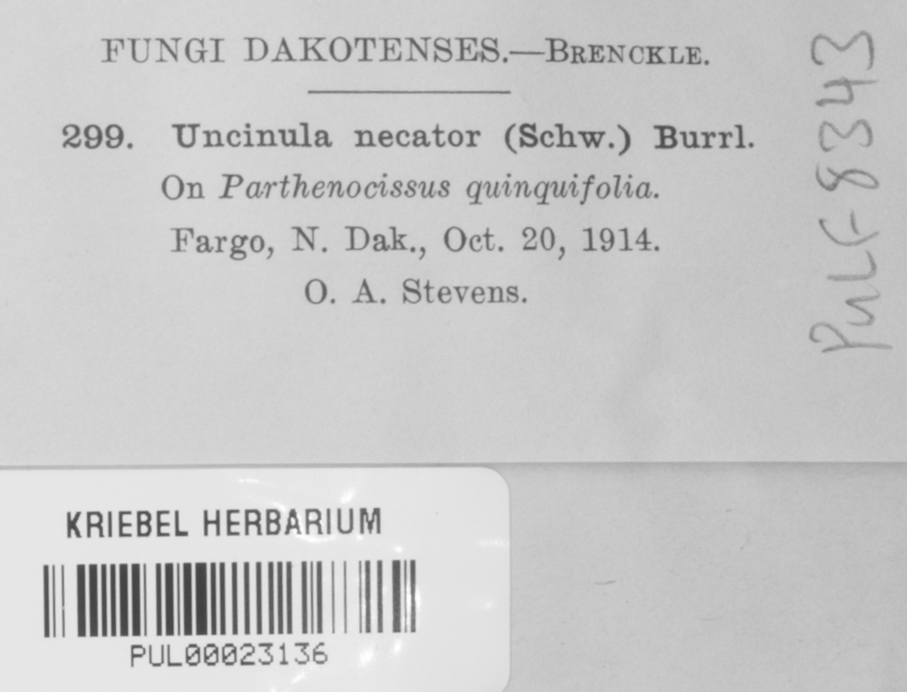 FUNGI DAKOTENSES.—BRENCKLE.
299. Uncinula necator (Schw.) Burrl.
On Parthenocissus quinquifolia.
Fargo, N. Dak., Oct. 20, 1914.
O. A. Stevens.
PULF 8343
KRIEBEL HERBARIUM
PUL00023136